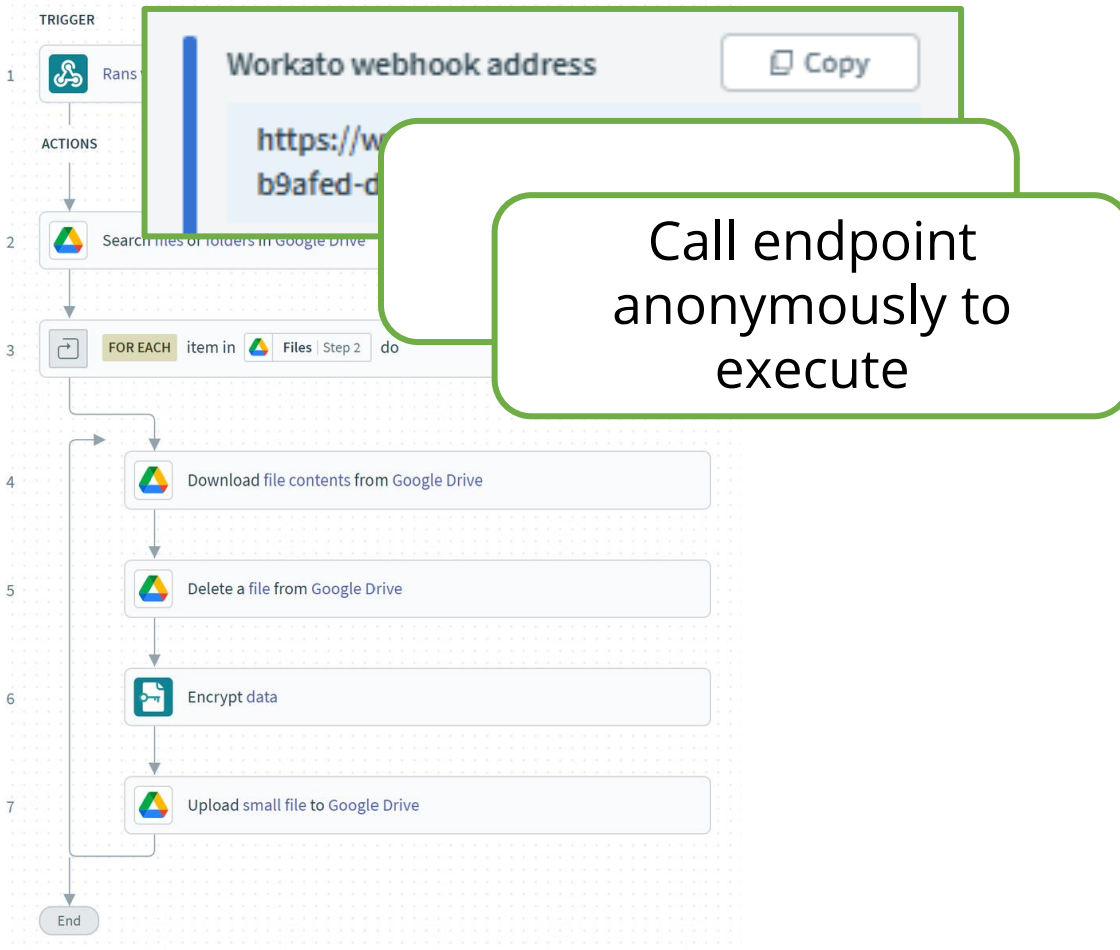 TRIGGER
1
Rans
Workato webhook address
Copy
https://w
b9afed-d
ACTIONS
2
Search files or folders in Google Drive
Call endpoint
anonymously to
execute
3
FOR EACH item in Files | Step 2 do
4
Download file contents from Google Drive
5
Delete a file from Google Drive
6
Encrypt data
7
Upload small file to Google Drive
End